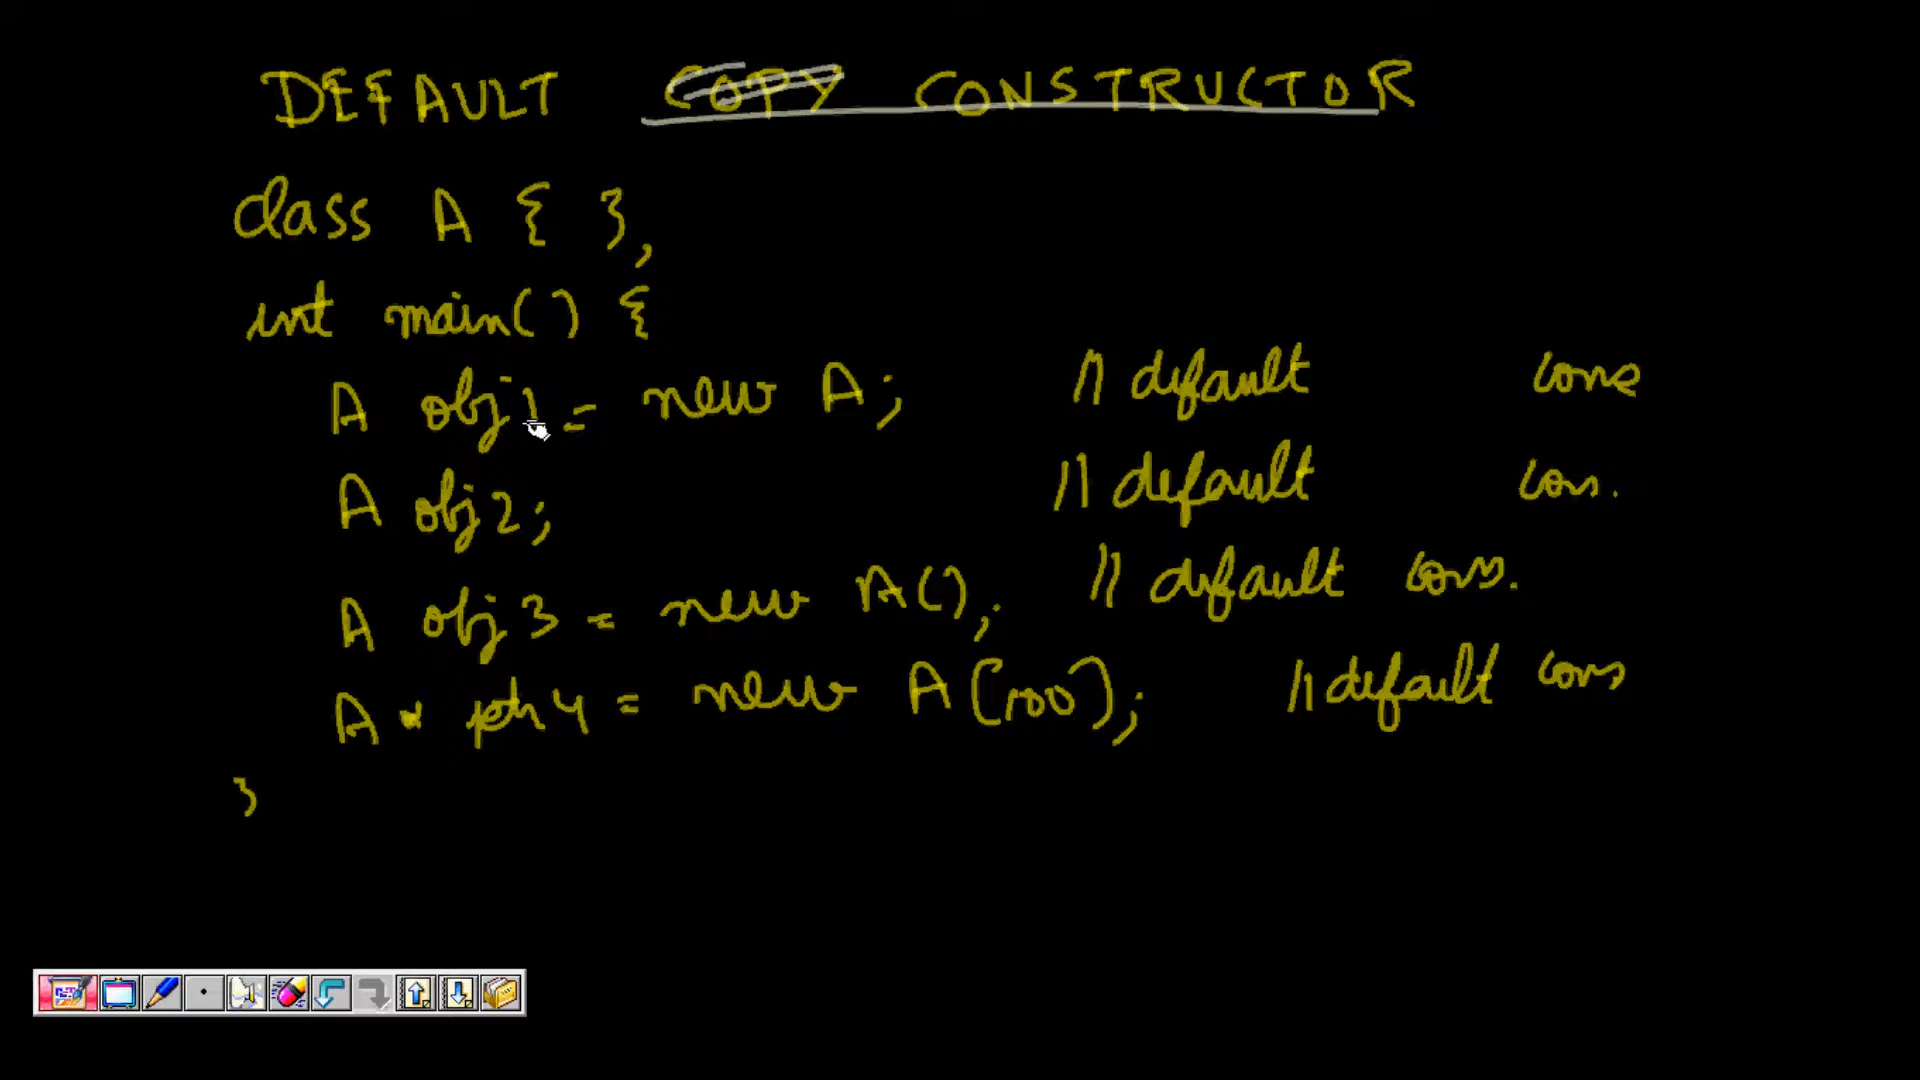 DEFAULT COPY CONSTRUCTOR
class A { },
int main() {
A obj1 = new A; // default cons
A obj2; // default con.
A obj3 = new A(); // default cons.
A* ptr4 = new A(100); // default cons
}